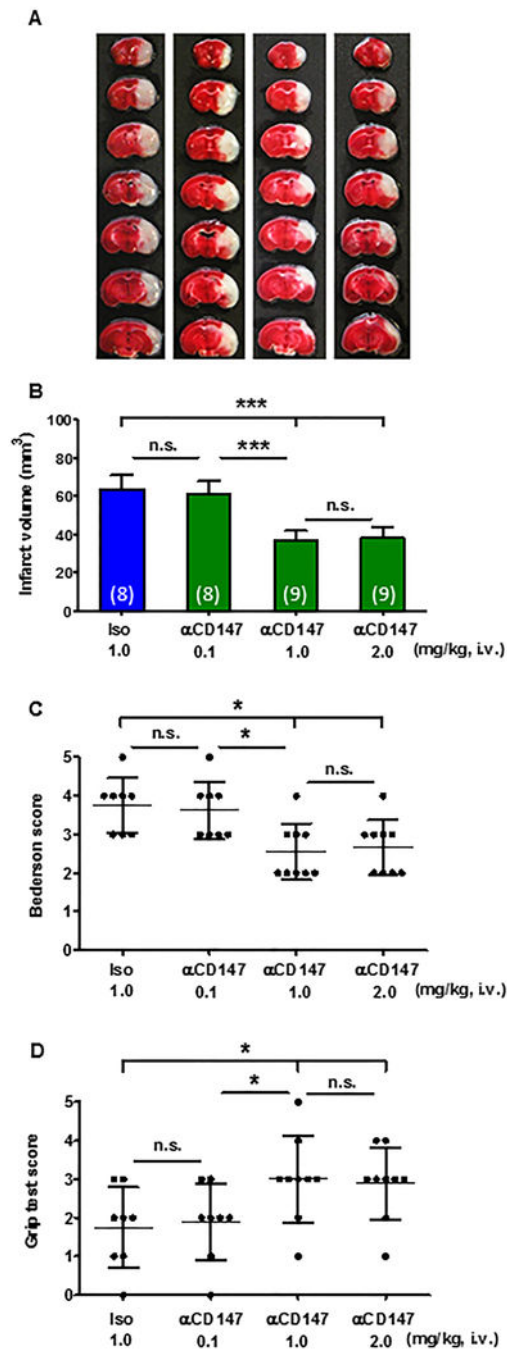 A
B
***
n.s.
***
n.s.
Infarct volume (mm³)
100
80
60
40
20
0
(8)
(8)
(9)
(9)
Iso
αCD147
αCD147
αCD147
1.0
0.1
1.0
2.0
(mg/kg, i.v.)
C
*
n.s.
*
n.s.
Bederson score
5
4
3
2
1
0
Iso
αCD147
αCD147
αCD147
1.0
0.1
1.0
2.0
(mg/kg, i.v.)
D
*
*
n.s.
n.s.
Grip test score
5
4
3
2
1
0
Iso
αCD147
αCD147
αCD147
1.0
0.1
1.0
2.0
(mg/kg, i.v.)